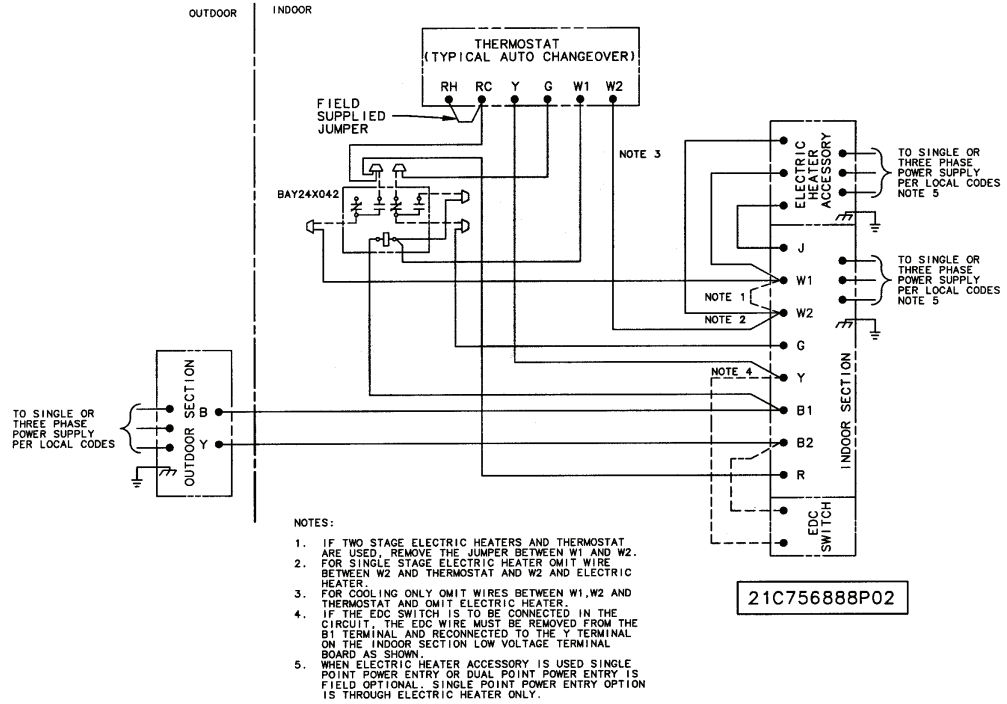 OUTDOOR
INDOOR
THERMOSTAT
(TYPICAL AUTO CHANGEOVER)
RH RC Y G W1 W2
FIELD
SUPPLIED
JUMPER
NOTE 3
BAY24X042
ELECTRIC
HEATER
ACCESSORY
TO SINGLE OR
THREE PHASE
POWER SUPPLY
PER LOCAL CODES
NOTE 5
J
W1
NOTE 1
W2
NOTE 2
G
NOTE 4
Y
B1
B2
R
INDOOR SECTION
TO SINGLE OR
THREE PHASE
POWER SUPPLY
PER LOCAL CODES
NOTE 5
EDC
SWITCH
TO SINGLE OR
THREE PHASE
POWER SUPPLY
PER LOCAL CODES
OUTDOOR SECTION
B
Y
NOTES:
1. IF TWO STAGE ELECTRIC HEATERS AND THERMOSTAT
ARE USED, REMOVE THE JUMPER BETWEEN W1 AND W2.
2. FOR SINGLE STAGE ELECTRIC HEATER OMIT WIRE
BETWEEN W2 AND THERMOSTAT AND W2 AND ELECTRIC
HEATER.
3. FOR COOLING ONLY OMIT WIRES BETWEEN W1,W2 AND
THERMOSTAT AND OMIT ELECTRIC HEATER.
4. IF THE EDC SWITCH IS TO BE CONNECTED IN THE
CIRCUIT, THE EDC WIRE MUST BE REMOVED FROM THE
B1 TERMINAL AND RECONNECTED TO THE Y TERMINAL
ON THE INDOOR SECTION LOW VOLTAGE TERMINAL
BOARD AS SHOWN.
5. WHEN ELECTRIC HEATER ACCESSORY IS USED SINGLE
POINT POWER ENTRY OR DUAL POINT POWER ENTRY IS
FIELD OPTIONAL. SINGLE POINT POWER ENTRY OPTION
IS THROUGH ELECTRIC HEATER ONLY.
21C756888P02